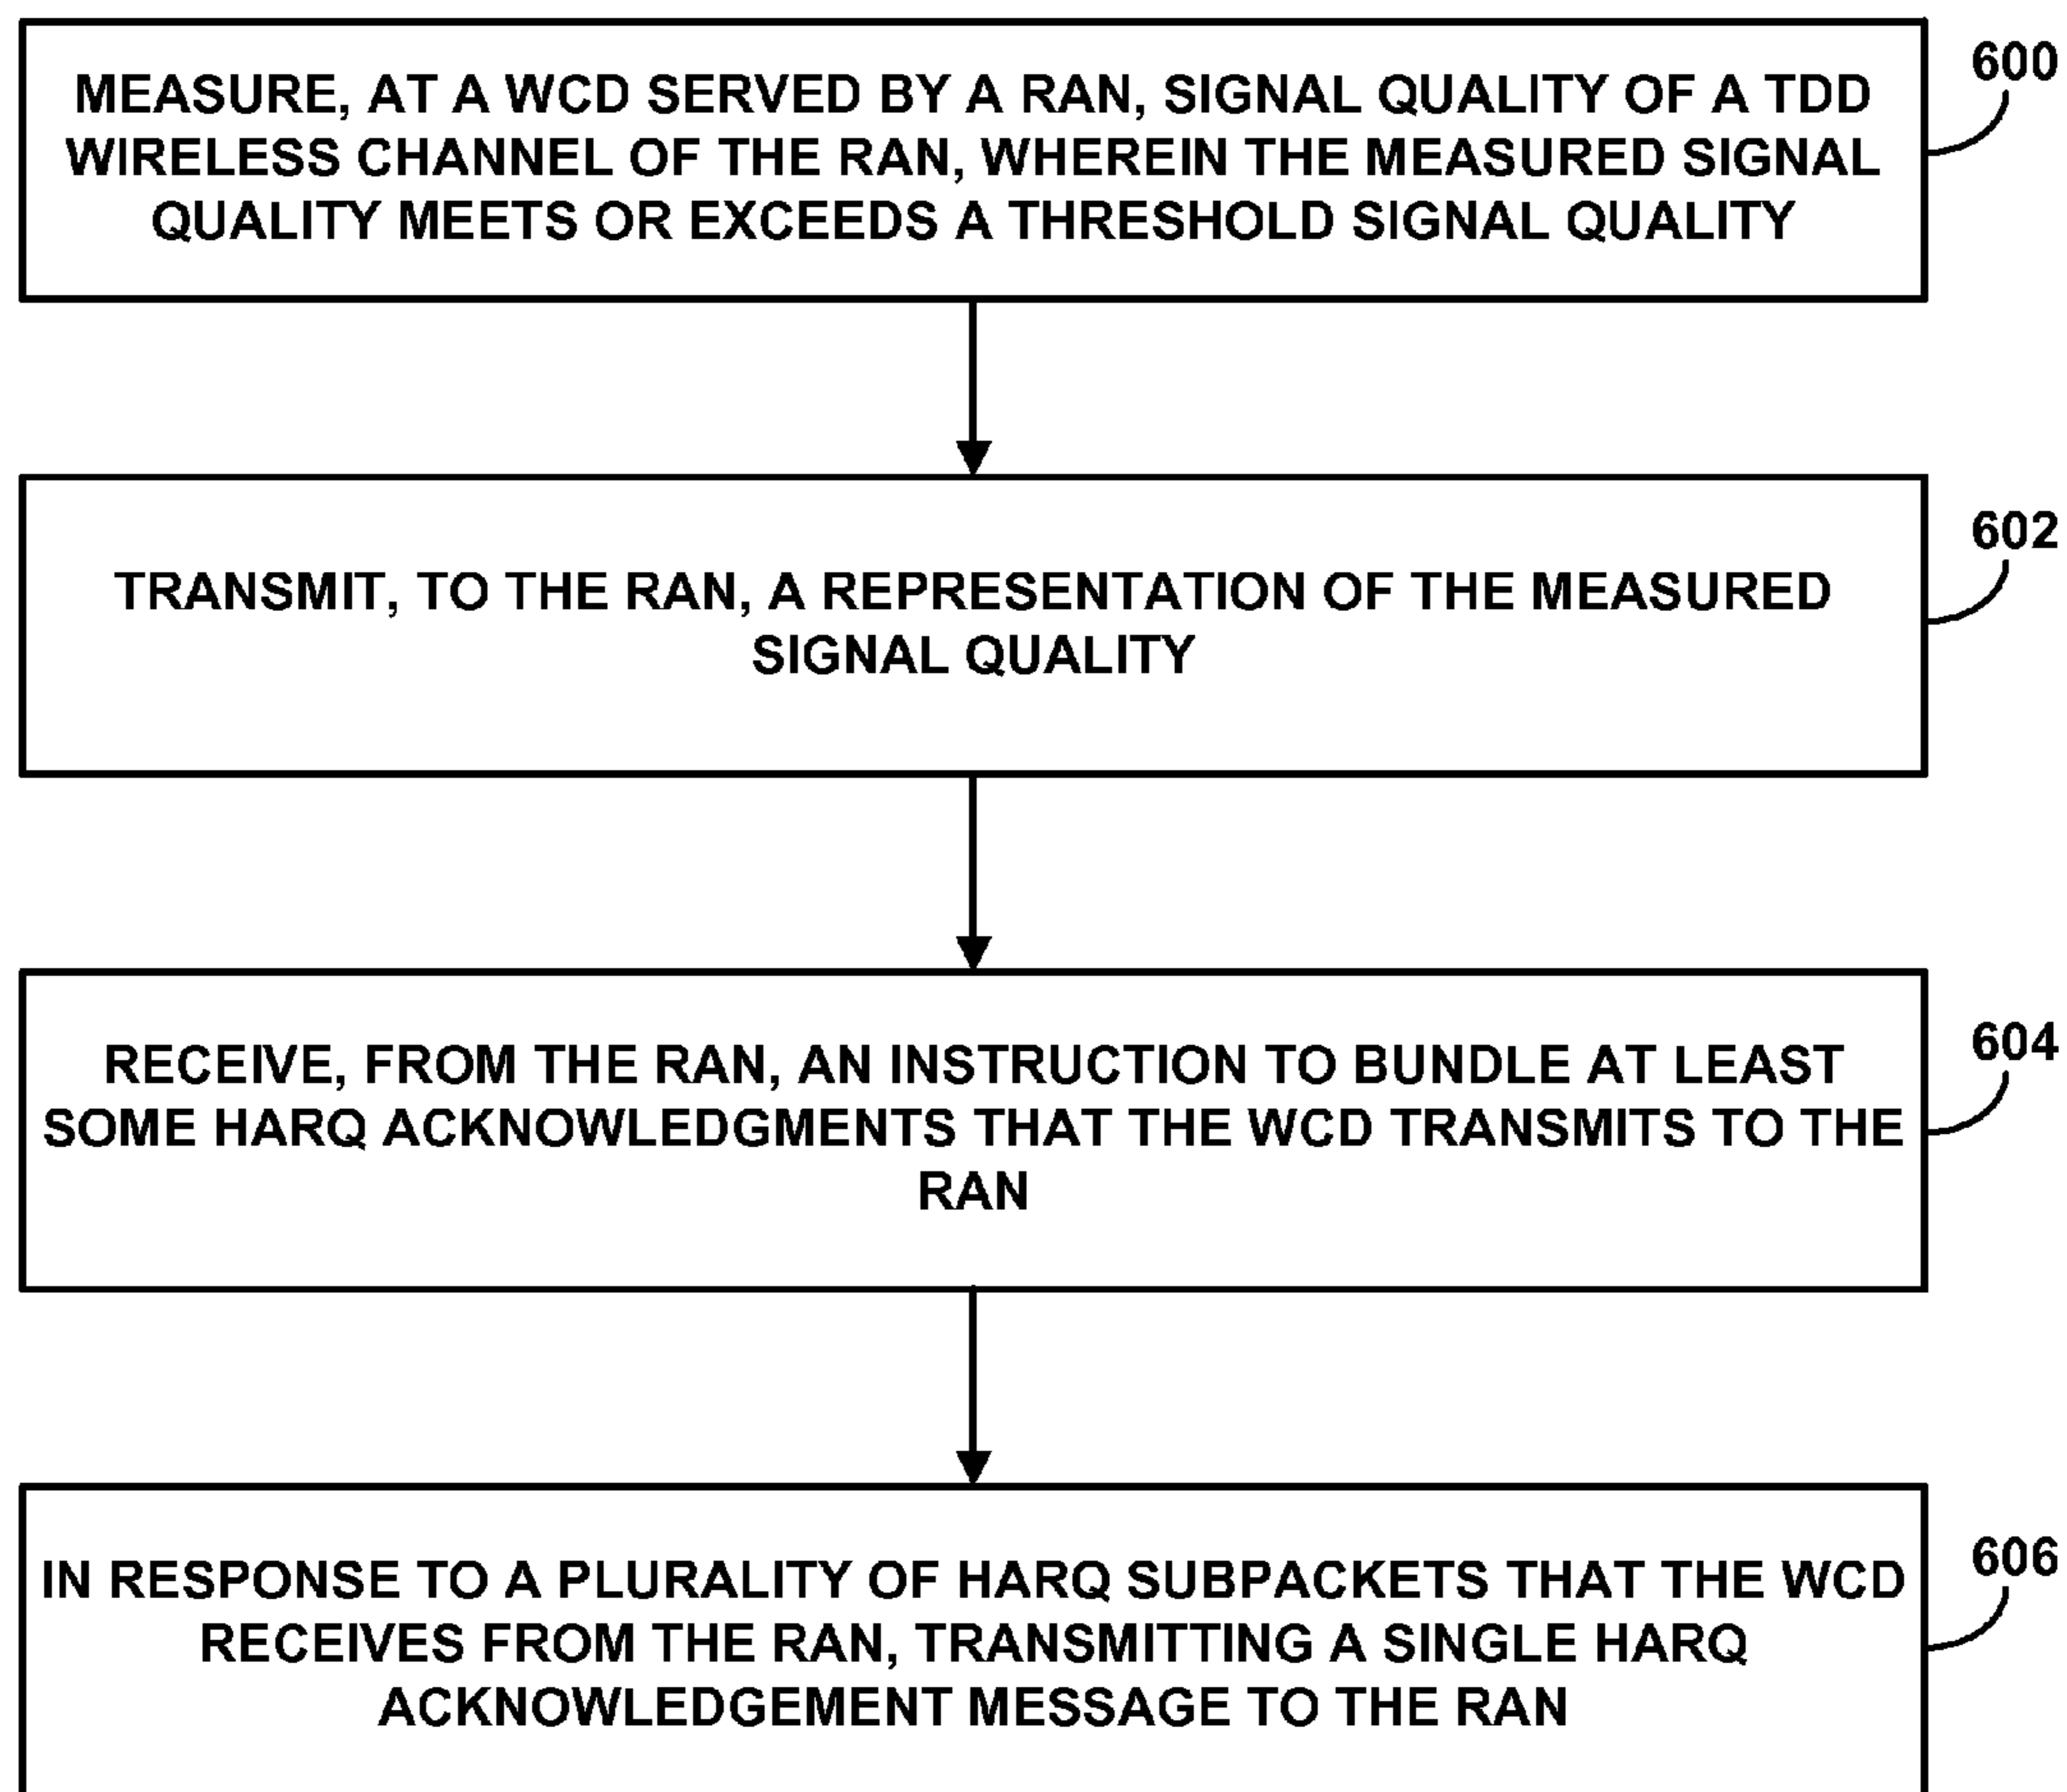 MEASURE, AT A WCD SERVED BY A RAN, SIGNAL QUALITY OF A TDD
WIRELESS CHANNEL OF THE RAN, WHEREIN THE MEASURED SIGNAL
QUALITY MEETS OR EXCEEDS A THRESHOLD SIGNAL QUALITY
600
TRANSMIT, TO THE RAN, A REPRESENTATION OF THE MEASURED
SIGNAL QUALITY
602
RECEIVE, FROM THE RAN, AN INSTRUCTION TO BUNDLE AT LEAST
SOME HARQ ACKNOWLEDGMENTS THAT THE WCD TRANSMITS TO THE
RAN
604
IN RESPONSE TO A PLURALITY OF HARQ SUBPACKETS THAT THE WCD
RECEIVES FROM THE RAN, TRANSMITTING A SINGLE HARQ
ACKNOWLEDGEMENT MESSAGE TO THE RAN
606